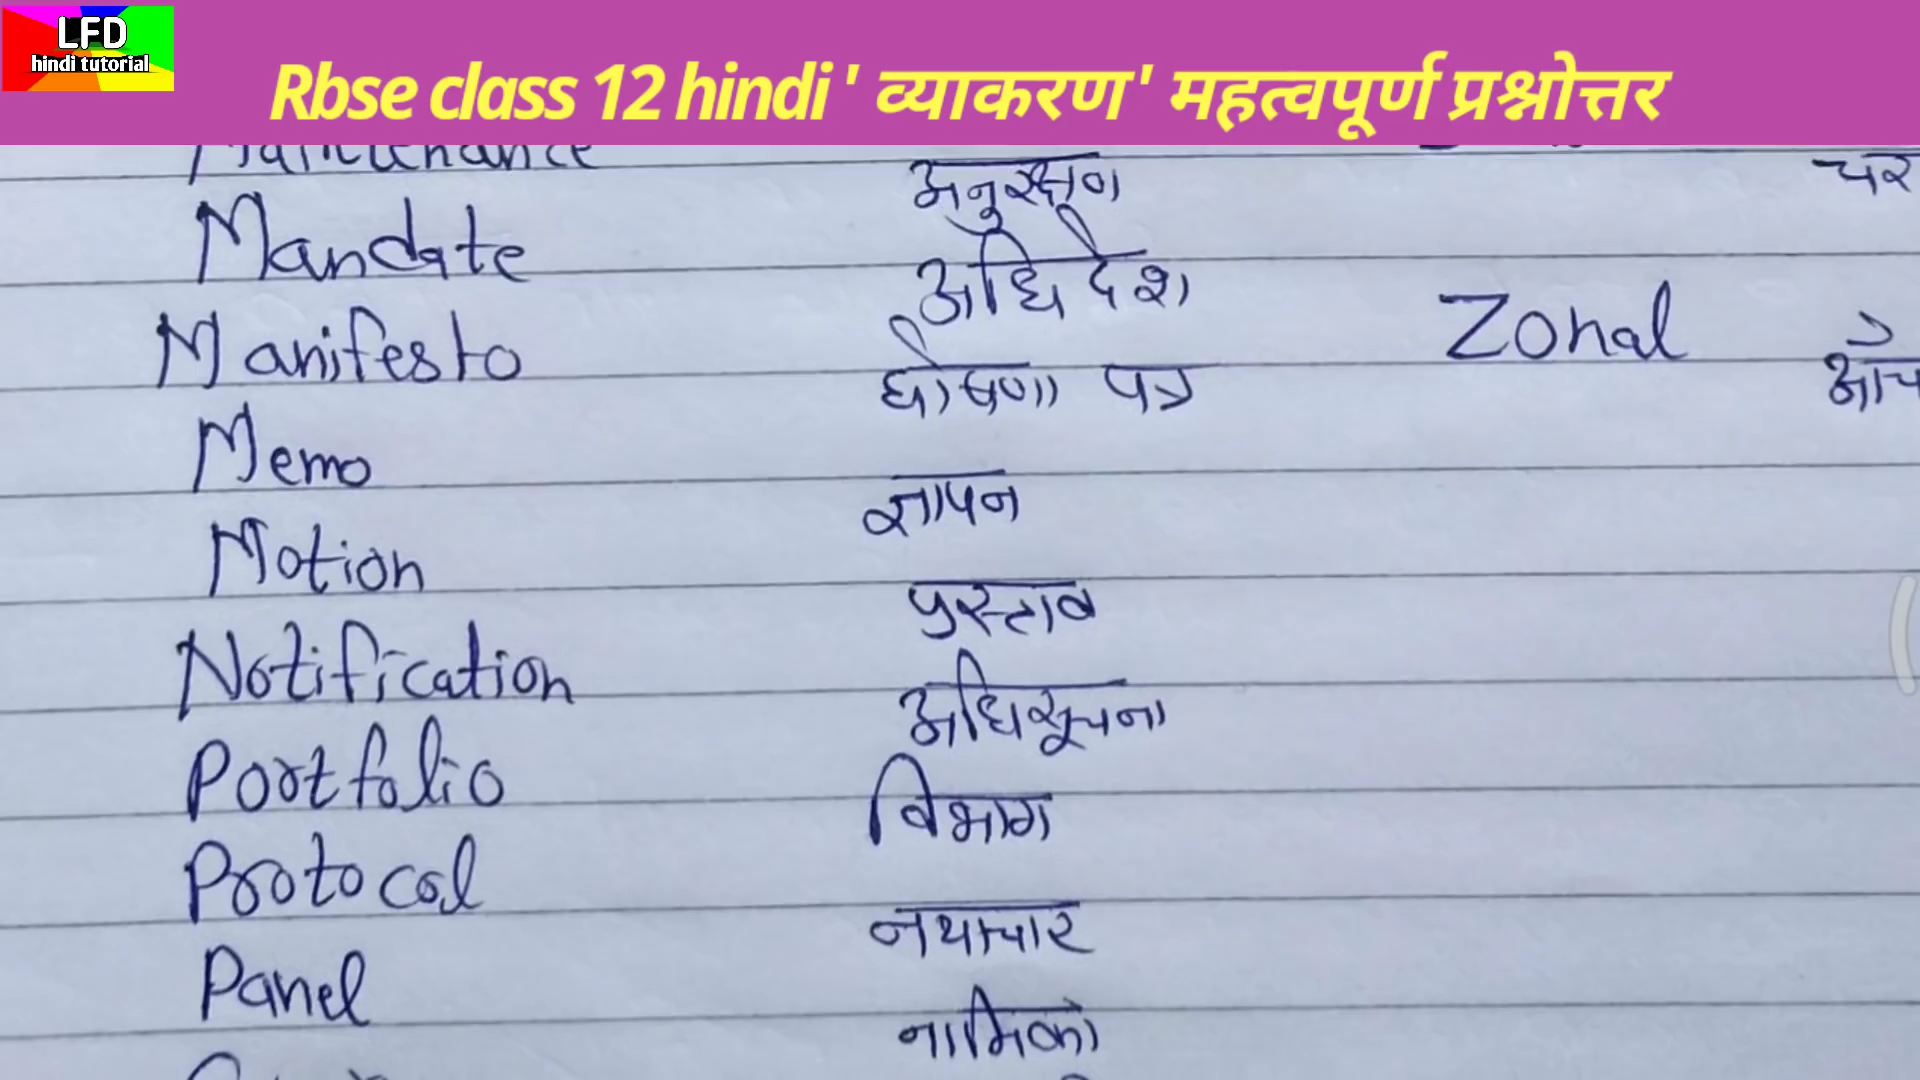 LFD
hindi tutorial
Rbse class 12 hindi ' व्याकरण' महत्वपूर्ण प्रश्नोत्तर
Maintenance अनुरक्षण
Mandate अधिदेश
Manifesto घोषणा पत्र Zonal
Memo ज्ञापन
Motion प्रस्ताव
Notification अधिसूचना
Portfolio विभाग
Protocol नयाचार
Panel नामिका